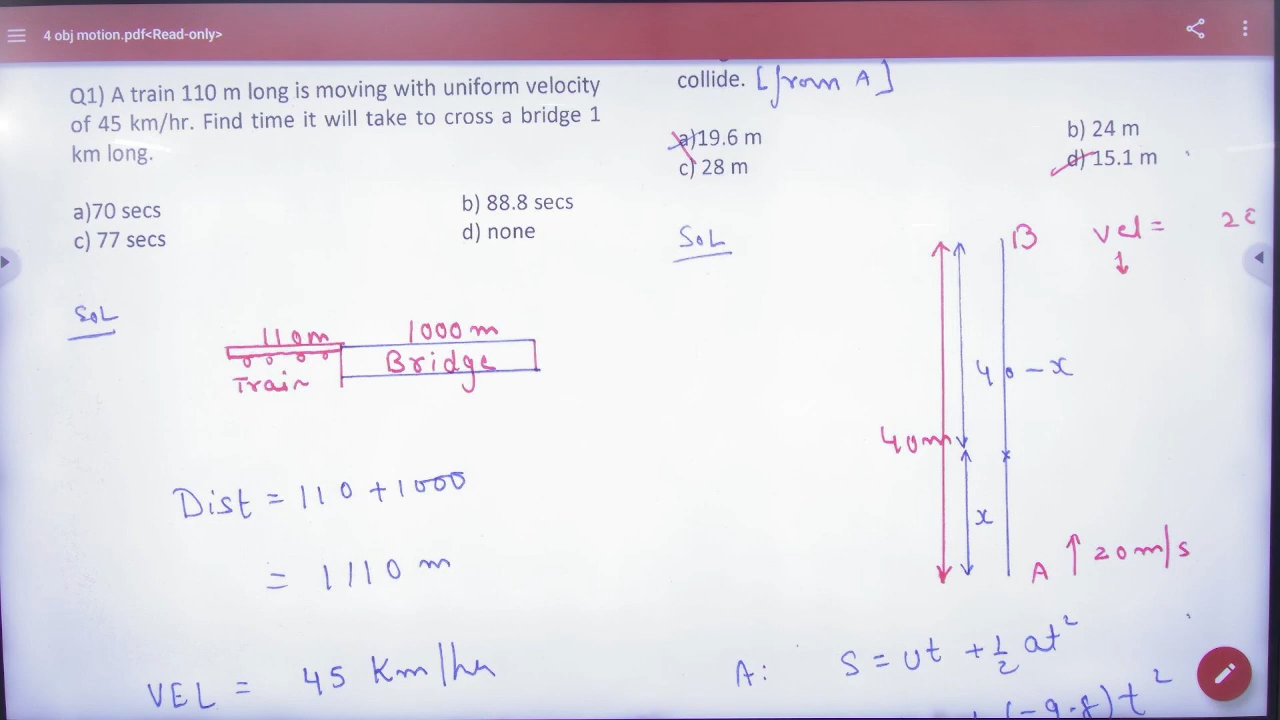 4 obj motion.pdf<Read-only>
Q1) A train 110 m long is moving with uniform velocity
of 45 km/hr. Find time it will take to cross a bridge 1
km long.
a)70 secs
b) 88.8 secs
c) 77 secs
d) none
SOL
110m
1000 m
Train
Bridge
Dist = 110 + 1000
= 1110 m
VEL = 45 Km/hr
collide. [from A]
a)19.6 m
b) 24 m
c) 28 m
d) 15.1 m
SOL
B
vel =
40 - x
40m
x
A
20 m/s
A: S = ut + 1/2 at²
(-9.8) t²